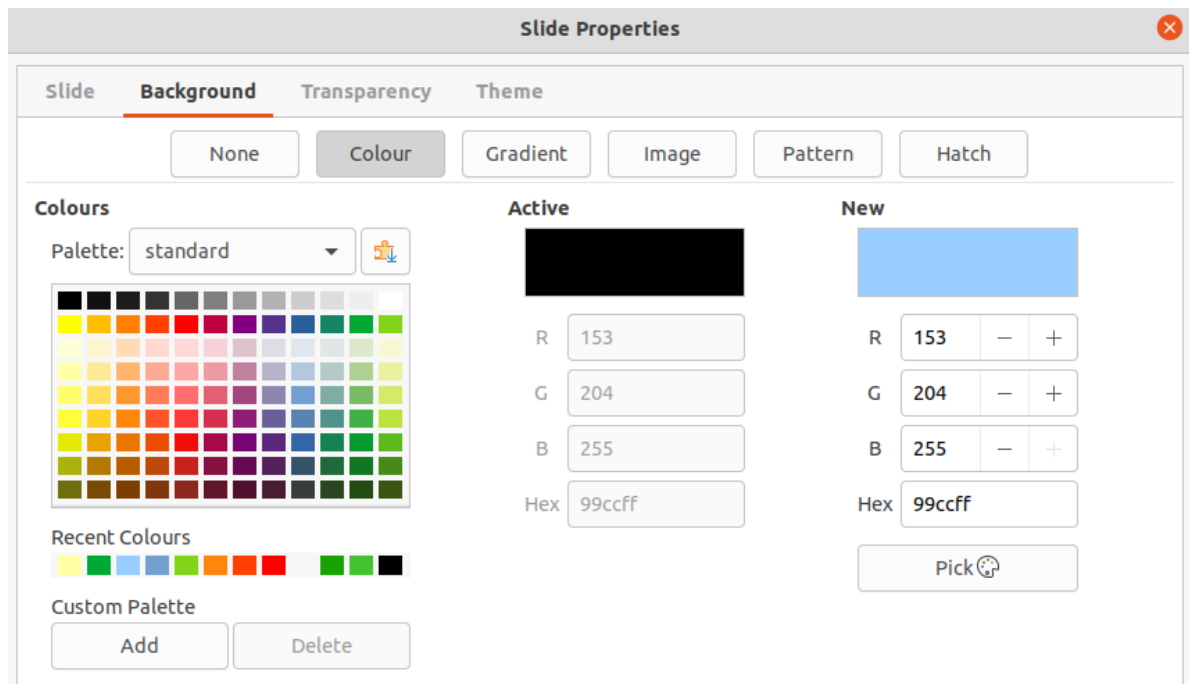 Slide Properties
Slide Background Transparency Theme
None Colour Gradient Image Pattern Hatch
Colours Active New
Palette: standard
R 153 R 153
G 204 G 204
B 255 B 255
Hex 99ccff Hex 99ccff
Recent Colours
Pick
Custom Palette
Add Delete